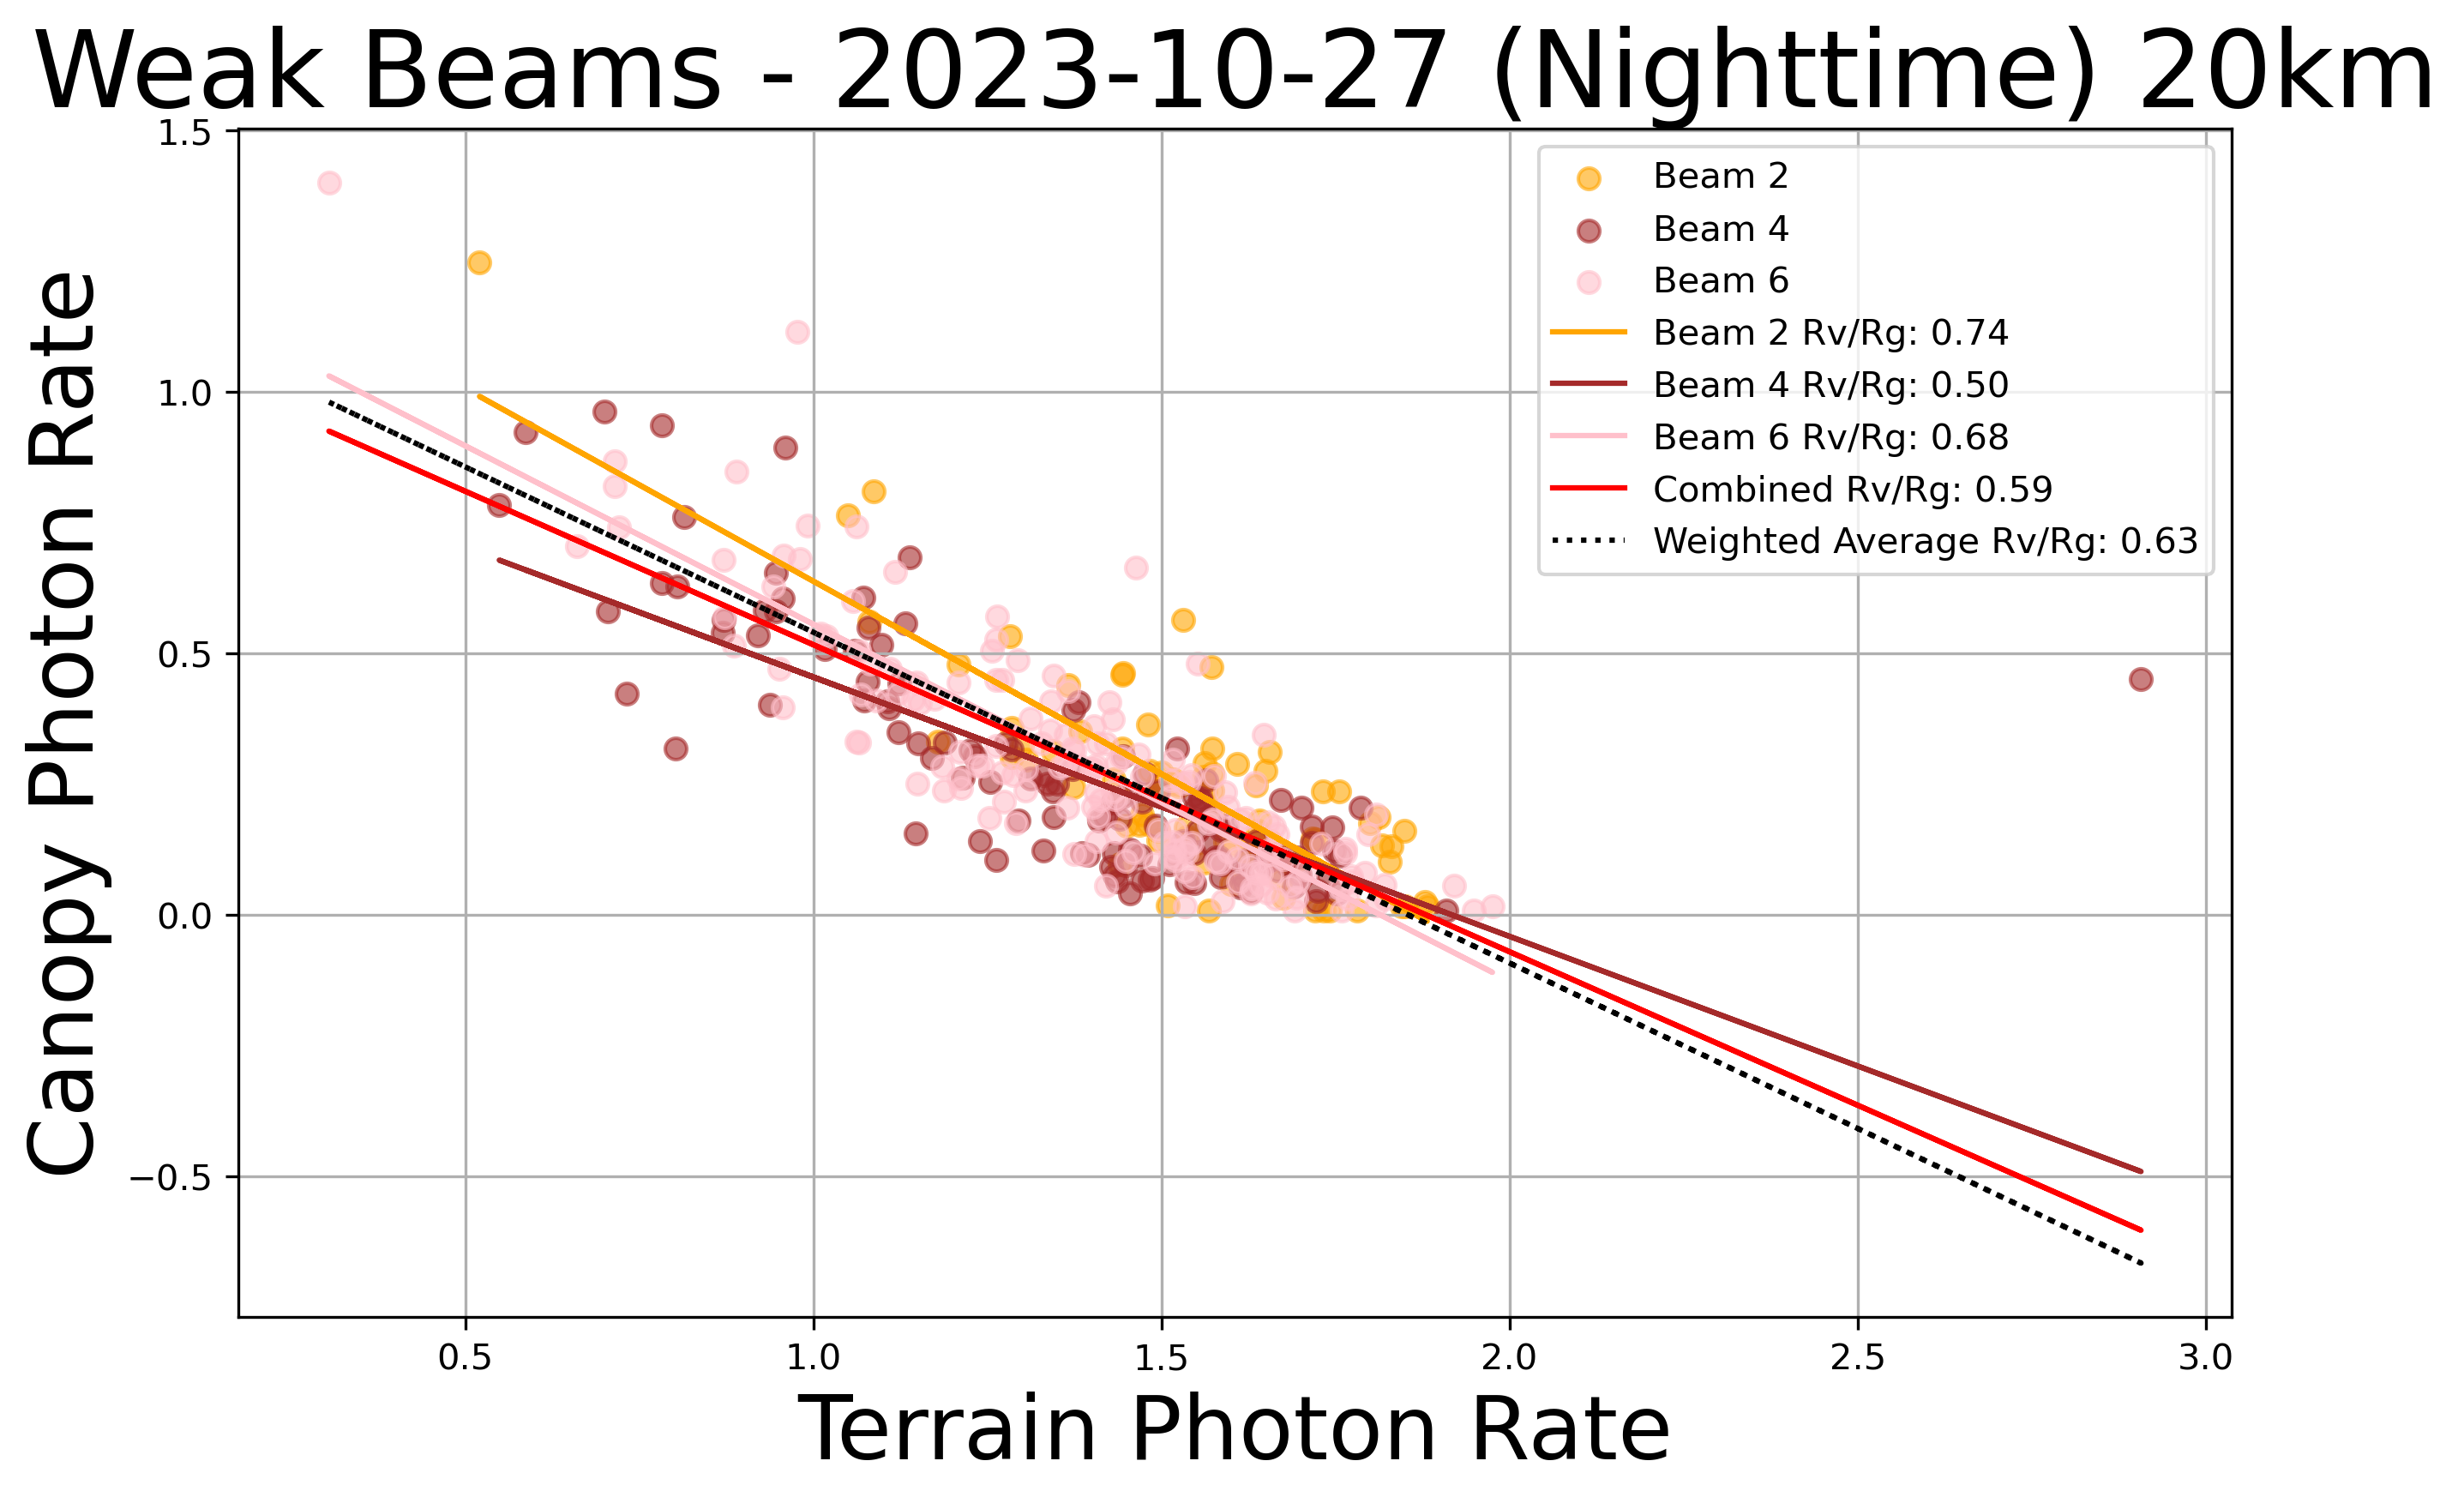 Weak Beams - 2023-10-27 (Nighttime) 20km
Canopy Photon Rate
1.5
1.0
0.5
0.0
−0.5
Beam 2
Beam 4
Beam 6
Beam 2 Rv/Rg: 0.74
Beam 4 Rv/Rg: 0.50
Beam 6 Rv/Rg: 0.68
Combined Rv/Rg: 0.59
Weighted Average Rv/Rg: 0.63
0.5 1.0 1.5 2.0 2.5 3.0
Terrain Photon Rate